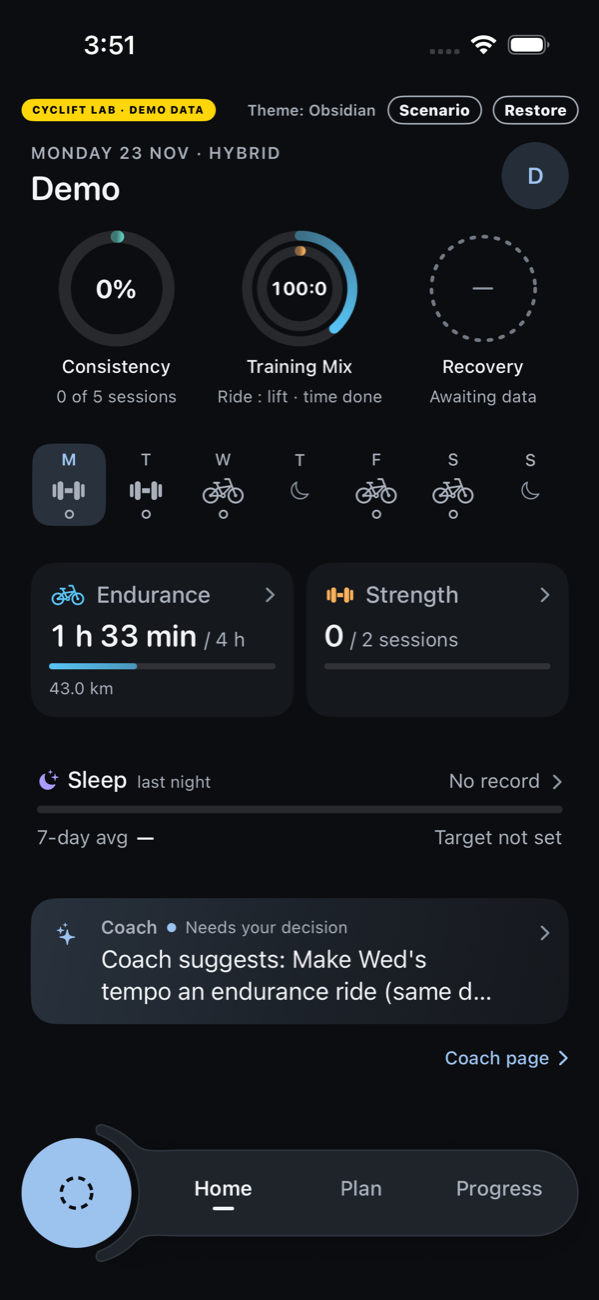 3:51
CYCLIFT LAB · DEMO DATA
Theme: Obsidian
Scenario
Restore
MONDAY 23 NOV · HYBRID
Demo
D
0%
100:0
—
Consistency
Training Mix
Recovery
0 of 5 sessions
Ride : lift · time done
Awaiting data
M T W T F S S
Endurance
1 h 33 min / 4 h
43.0 km
Strength
0 / 2 sessions
Sleep last night
No record
7-day avg —
Target not set
Coach • Needs your decision
Coach suggests: Make Wed's
tempo an endurance ride (same d...
Coach page
Home
Plan
Progress